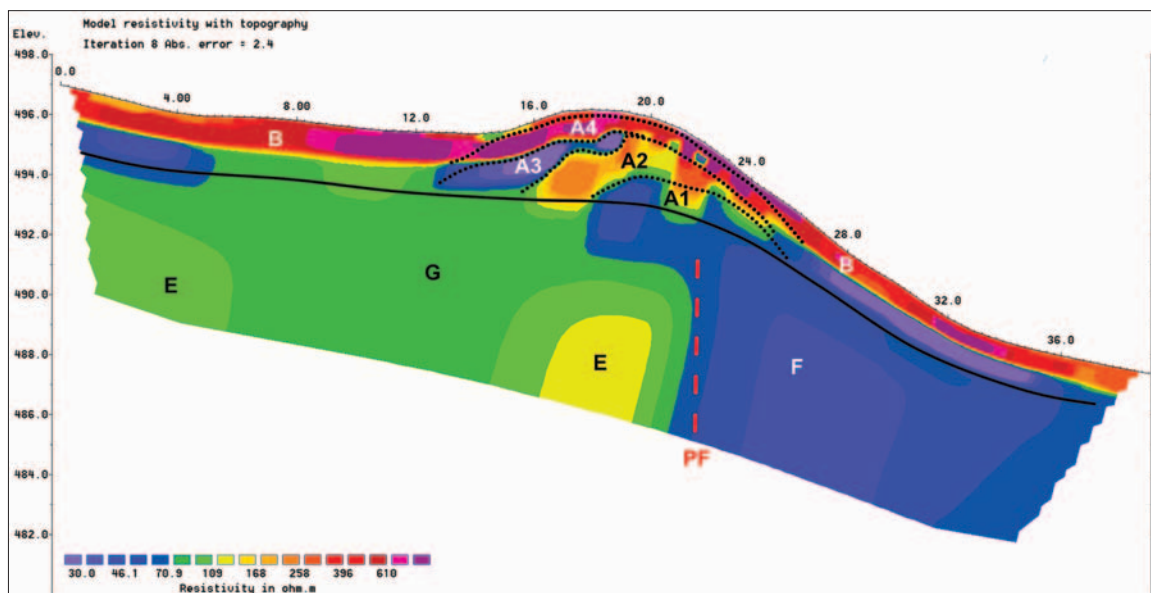 Model resistivity with topography
Elev.
Iteration 8 Abs. error = 2.4
498.0
0.0
4.00
8.00
12.0
16.0
20.0
24.0
28.0
32.0
36.0
496.0
494.0
492.0
490.0
488.0
486.0
484.0
482.0
B
A4
A3
A2
A1
B
E
G
E
F
PF
30.0 46.1 70.9 109 168 258 396 610
Resistivity in ohm.m